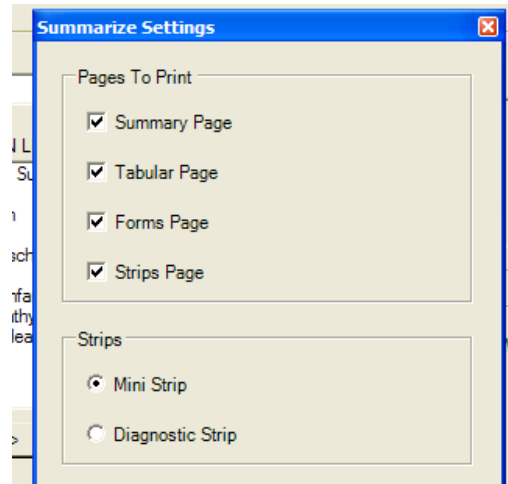 Summarize Settings
Pages To Print
Summary Page
Tabular Page
Forms Page
Strips Page
Strips
Mini Strip
Diagnostic Strip